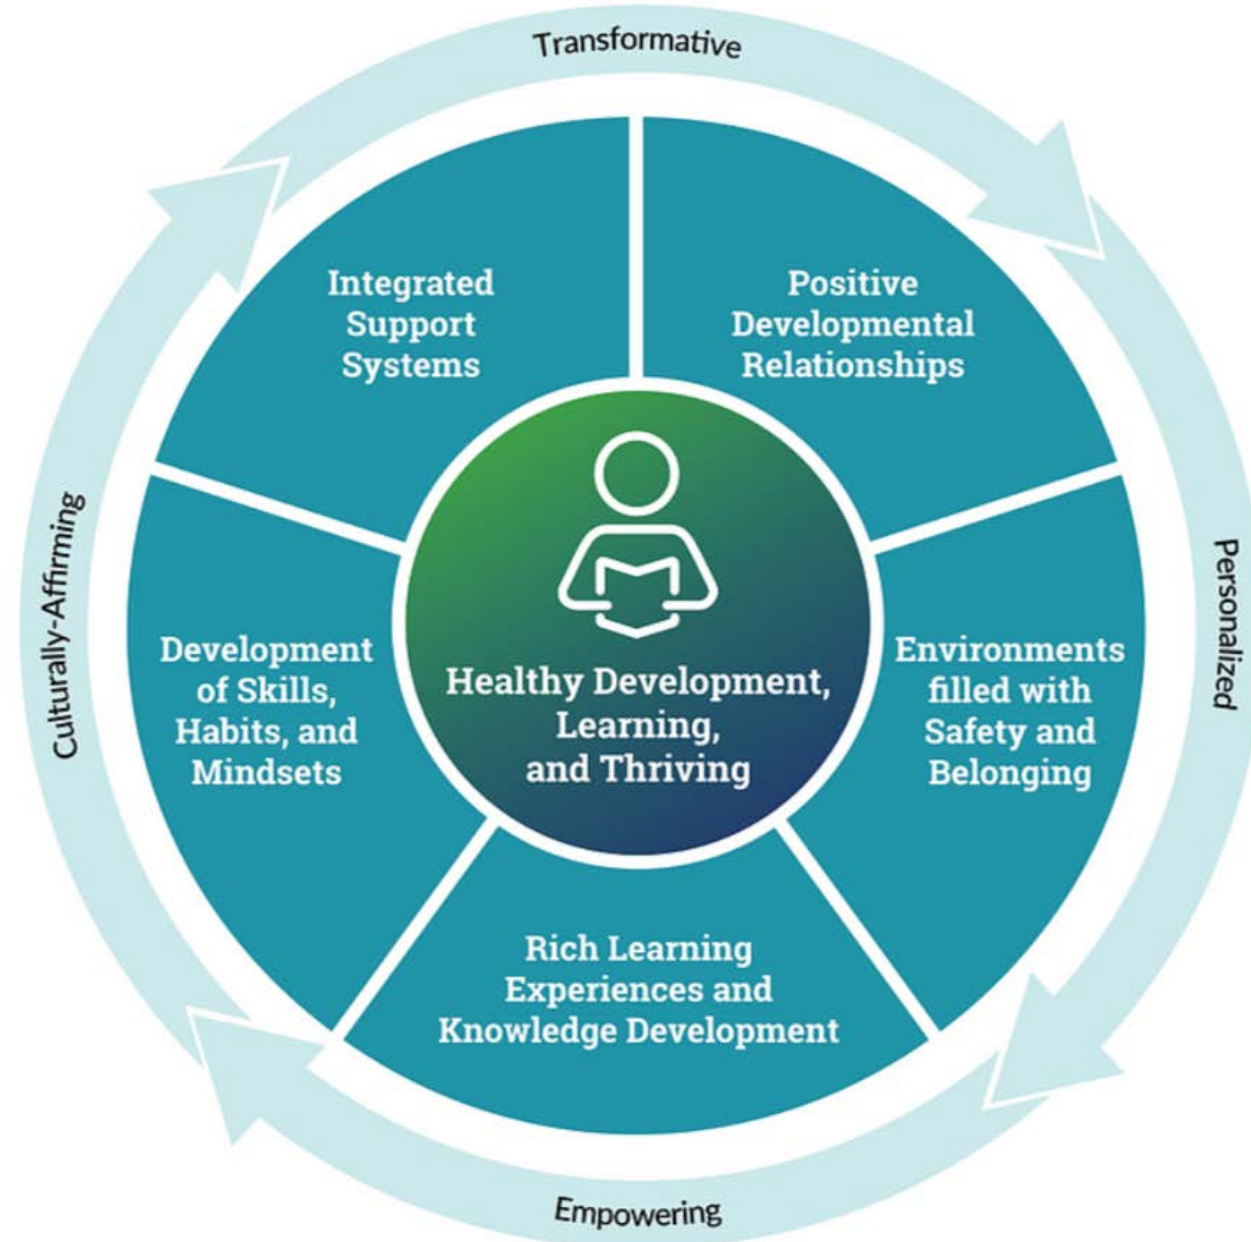 Transformative
Integrated
Support
Systems
Positive
Developmental
Relationships
Culturally-Affirming
Personalized
Development
of Skills,
Habits, and
Mindsets
Healthy Development,
Learning,
and Thriving
Environments
filled with
Safety and
Belonging
Rich Learning
Experiences and
Knowledge Development
Empowering